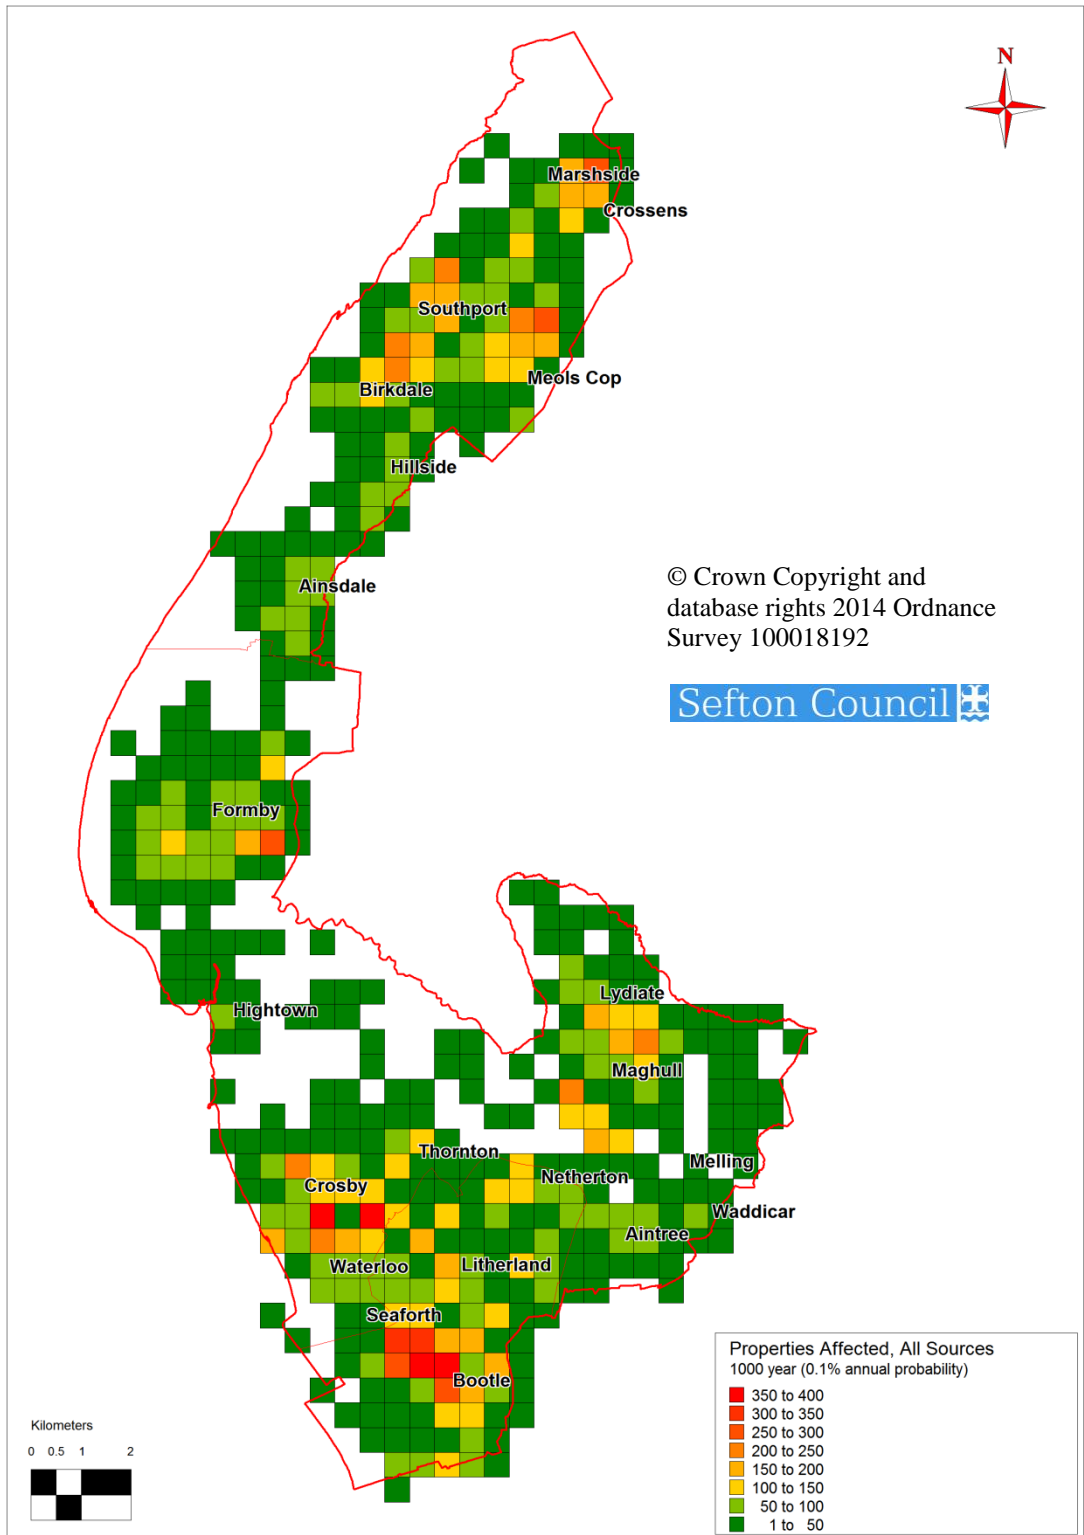 N
Marshside
Crossens
Southport
Meols Cop
Birkdale
Hillside
Ainsdale
© Crown Copyright and
database rights 2014 Ordnance
Survey 100018192
Sefton Council
Formby
Lydiate
Hightown
Maghull
Thornton
Melling
Netherton
Crosby
Waddicar
Aintree
Waterloo
Litherland
Seaforth
Bootle
Properties Affected, All Sources
1000 year (0.1% annual probability)
350 to 400
300 to 350
250 to 300
200 to 250
150 to 200
100 to 150
50 to 100
1 to 50
Kilometers
0 0.5 1 2